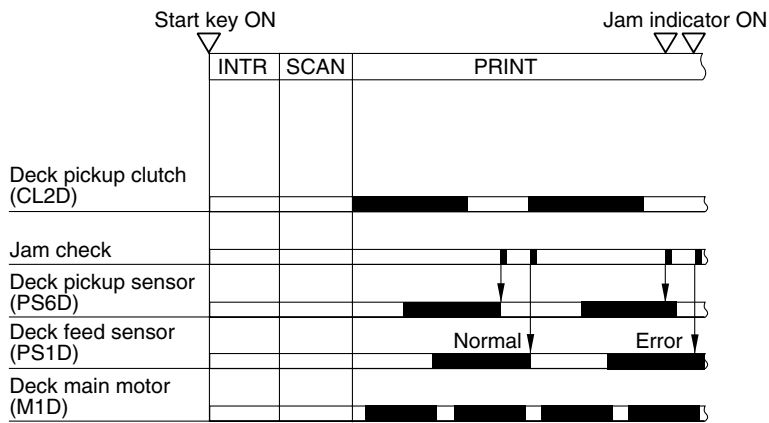 Start key ON
Jam indicator ON
INTR SCAN PRINT
Deck pickup clutch
(CL2D)
Jam check
Deck pickup sensor
(PS6D)
Deck feed sensor
(PS1D)
Normal
Error
Deck main motor
(M1D)